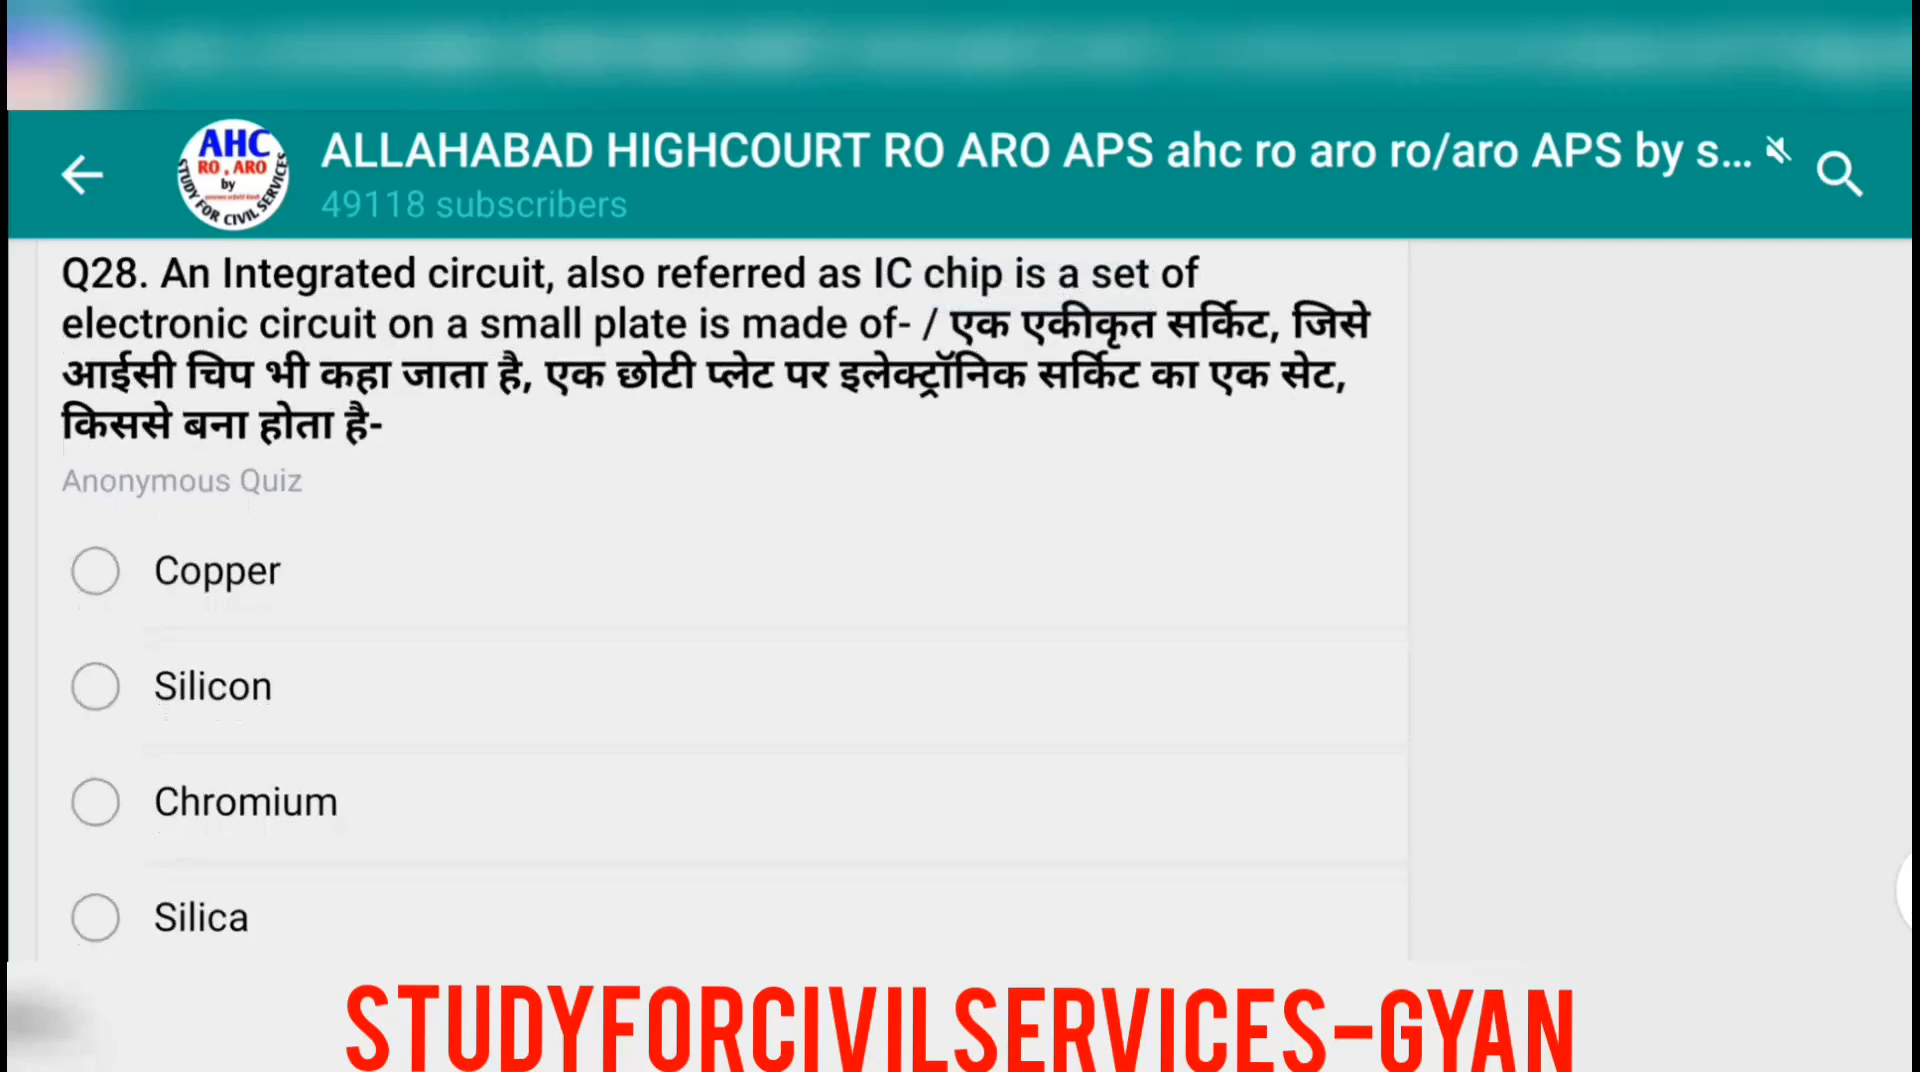 AHC
RO , ARO
by
STUDY FOR CIVIL SERVICES
ALLAHABAD HIGHCOURT RO ARO APS ahc ro aro ro/aro APS by s...
49118 subscribers
Q28. An Integrated circuit, also referred as IC chip is a set of
electronic circuit on a small plate is made of- / एक एकीकृत सर्किट, जिसे
आईसी चिप भी कहा जाता है, एक छोटी प्लेट पर इलेक्ट्रॉनिक सर्किट का एक सेट,
किससे बना होता है-
Anonymous Quiz
Copper
Silicon
Chromium
Silica
STUDYFORCIVILSERVICES-GYAN